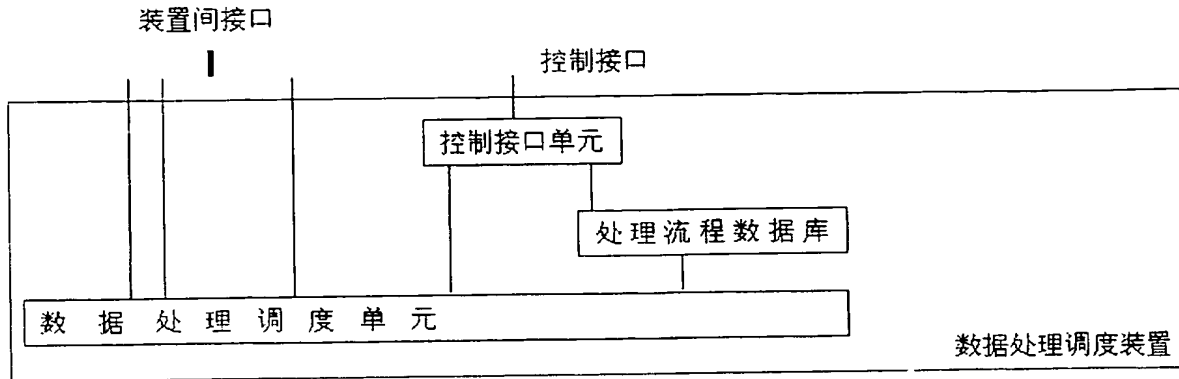 装置间接口
控制接口
控制接口单元
处理流程数据库
数据处理调度单元
数据处理调度装置